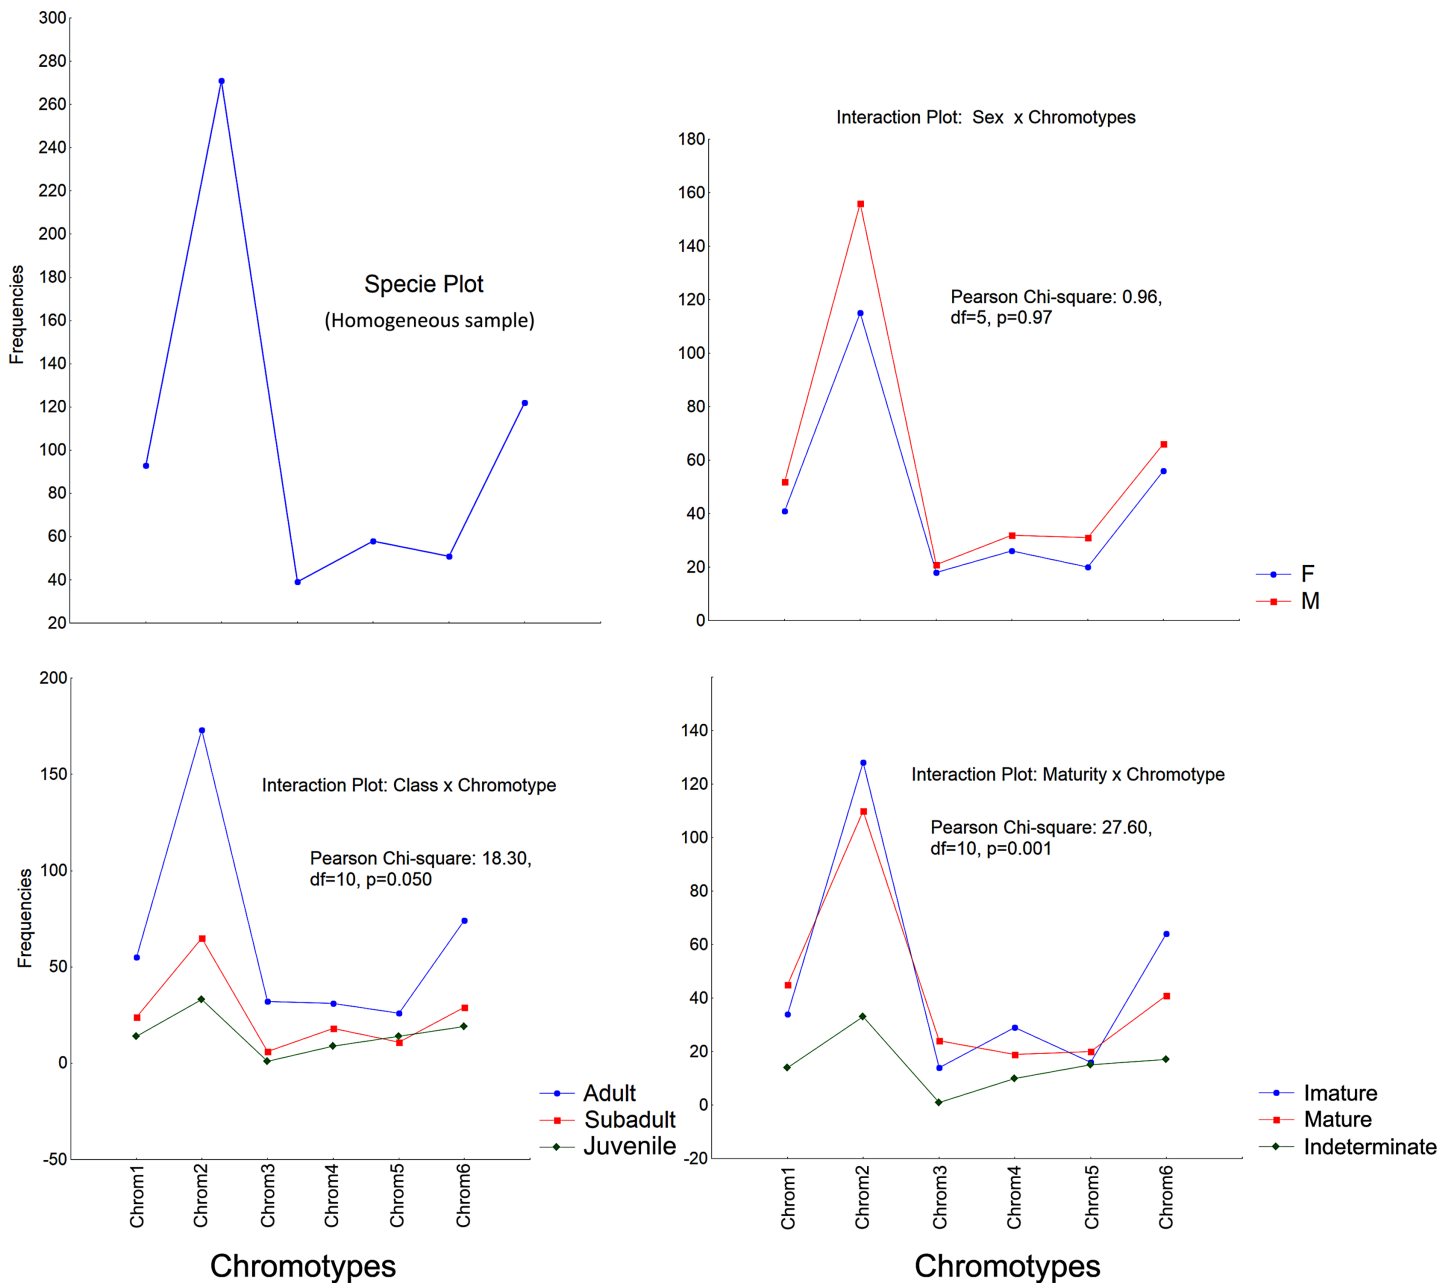 300
280
260
240
220
200
180
160
140
120
100
80
60
40
20
Frequencies
Specie Plot
(Homogeneous sample)
Interaction Plot: Sex x Chromotypes
180
160
140
120
100
80
60
40
20
0
Pearson Chi-square: 0.96,
df=5, p=0.97
F
M
200
150
100
50
0
-50
Frequencies
Interaction Plot: Class x Chromotype
Pearson Chi-square: 18.30,
df=10, p=0.050
Adult
Subadult
Juvenile
Chrom1
Chrom2
Chrom3
Chrom4
Chrom5
Chrom6
Chromotypes
140
120
100
80
60
40
20
0
-20
Interaction Plot: Maturity x Chromotype
Pearson Chi-square: 27.60,
df=10, p=0.001
Imature
Mature
Indeterminate
Chrom1
Chrom2
Chrom3
Chrom4
Chrom5
Chrom6
Chromotypes